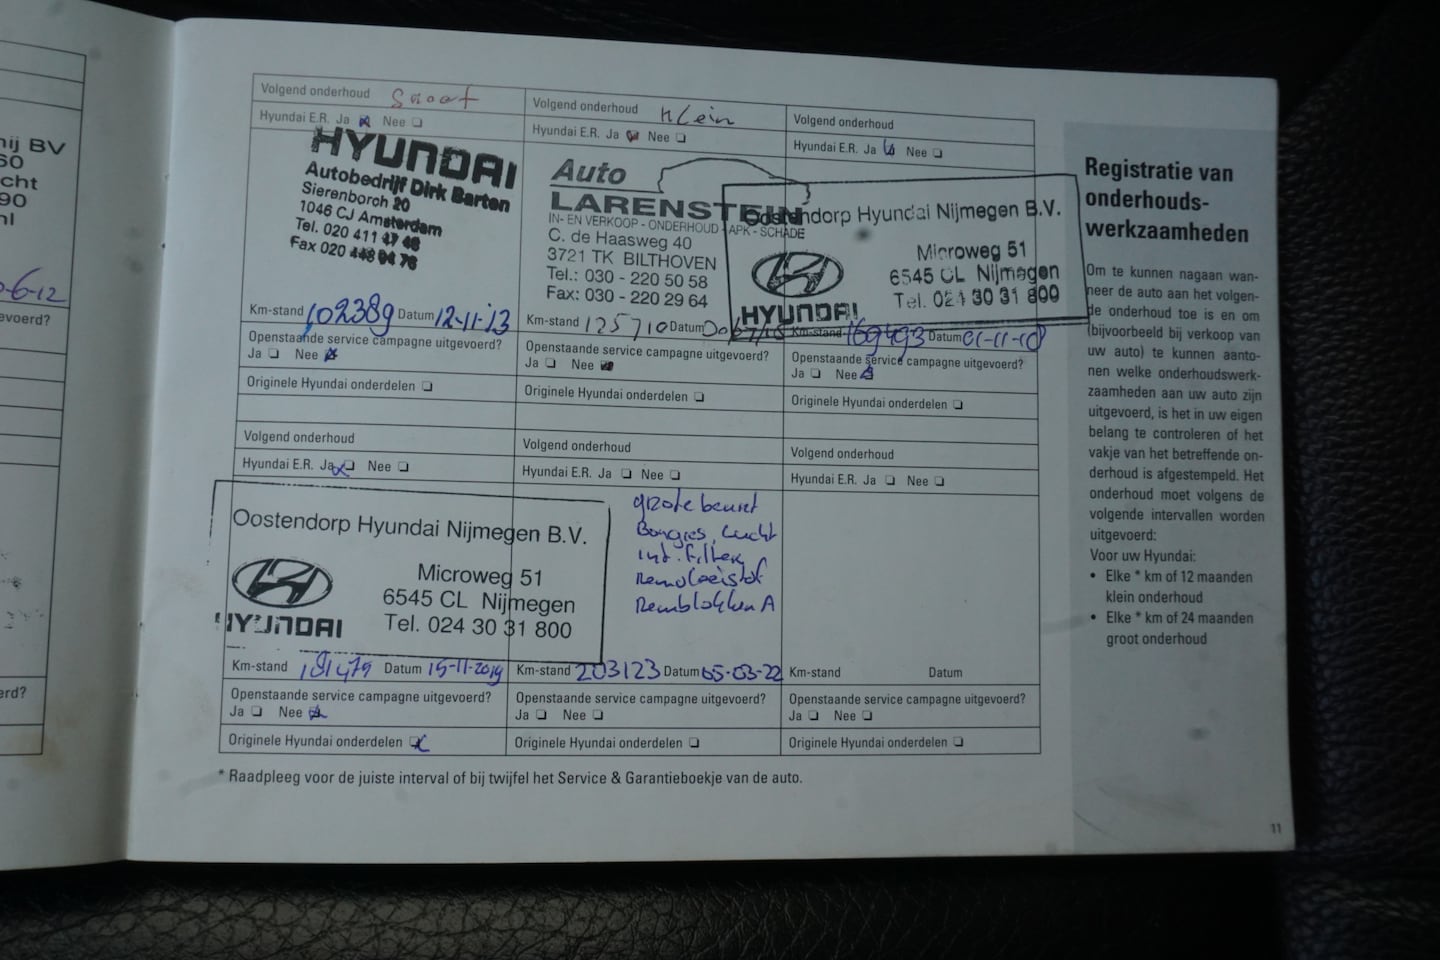 ij BV
60
cht
90
nl
-6-12
evoerd?
erd?
Volgend onderhoud
Hyundai E.R. Ja Nee
HYUNDAI
Autobedrijf Dirk Barten
Sierenborch 20
1046 CJ Amsterdam
Tel. 020 411 47 46
Fax 020 448 04 76
Km-stand 102389 Datum 12-11-13
Openstaande service campagne uitgevoerd?
Ja Nee
Originele Hyundai onderdelen
Volgend onderhoud Klein
Hyundai E.R. Ja Nee
Auto
LARENSTEIN
IN- EN VERKOOP - ONDERHOUD - APK - SCHADE
C. de Haasweg 40
3721 TK BILTHOVEN
Tel.: 030 - 220 50 58
Fax: 030 - 220 29 64
Km-stand 125710 Datum
Openstaande service campagne uitgevoerd?
Ja Nee
Originele Hyundai onderdelen
Volgend onderhoud
Hyundai E.R. Ja Nee
Oostendorp Hyundai Nijmegen B.V.
Microweg 51
6545 CL Nijmegen
Tel. 024 30 31 800
HYUNDAI
Km-stand 169493 Datum 01-11-18
Openstaande service campagne uitgevoerd?
Ja Nee
Originele Hyundai onderdelen
Volgend onderhoud
Hyundai E.R. Ja Nee
Oostendorp Hyundai Nijmegen B.V.
Microweg 51
6545 CL Nijmegen
Tel. 024 30 31 800
HYUNDAI
Km-stand 181479 Datum 15-11-2019
Openstaande service campagne uitgevoerd?
Ja Nee
Originele Hyundai onderdelen
Volgend onderhoud
Hyundai E.R. Ja Nee
grote beurt
Bougies, Lucht
int. filter
Remvloeistof
Remblokken A
Km-stand 203123 Datum 05-03-22
Openstaande service campagne uitgevoerd?
Ja Nee
Originele Hyundai onderdelen
Volgend onderhoud
Hyundai E.R. Ja Nee
Km-stand Datum
Openstaande service campagne uitgevoerd?
Ja Nee
Originele Hyundai onderdelen
* Raadpleeg voor de juiste interval of bij twijfel het Service & Garantieboekje van de auto.
Registratie van
onderhouds-
werkzaamheden
Om te kunnen nagaan wan-
neer de auto aan het volgen-
de onderhoud toe is en om
(bijvoorbeeld bij verkoop van
uw auto) te kunnen aanto-
nen welke onderhoudswerk-
zaamheden aan uw auto zijn
uitgevoerd, is het in uw eigen
belang te controleren of het
vakje van het betreffende on-
derhoud is afgestempeld. Het
onderhoud moet volgens de
volgende intervallen worden
uitgevoerd:
Voor uw Hyundai:
• Elke * km of 12 maanden
klein onderhoud
• Elke * km of 24 maanden
groot onderhoud
11